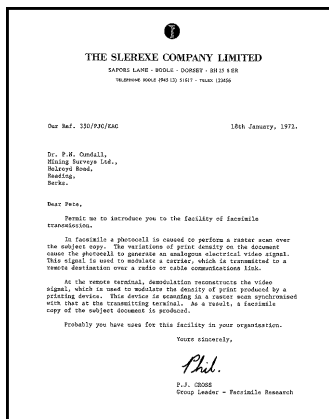 THE SLEREXE COMPANY LIMITED
SAPORS LANE - BOOLE - DORSET - BH 25 8 ER
TELEPHONE BOOLE (945 13) 51617 - TELEX 123456
Our Ref. 350/PJC/EAC 18th January, 1972.
Dr. P.N. Cundall,
Mining Surveys Ltd.,
Holroyd Road,
Reading,
Berks.
Dear Pete,
Permit me to introduce you to the facility of facsimile
transmission.
In facsimile a photocell is caused to perform a raster scan over
the subject copy. The variations of print density on the document
cause the photocell to generate an analogous electrical video signal.
This signal is used to modulate a carrier, which is transmitted to a
remote destination over a radio or cable communications link.
At the remote terminal, demodulation reconstructs the video
signal, which is used to modulate the density of print produced by a
printing device. This device is scanning in a raster scan synchronised
with that at the transmitting terminal. As a result, a facsimile
copy of the subject document is produced.
Probably you have uses for this facility in your organisation.
Yours sincerely,
Phil.
P.J. CROSS
Group Leader - Facsimile Research